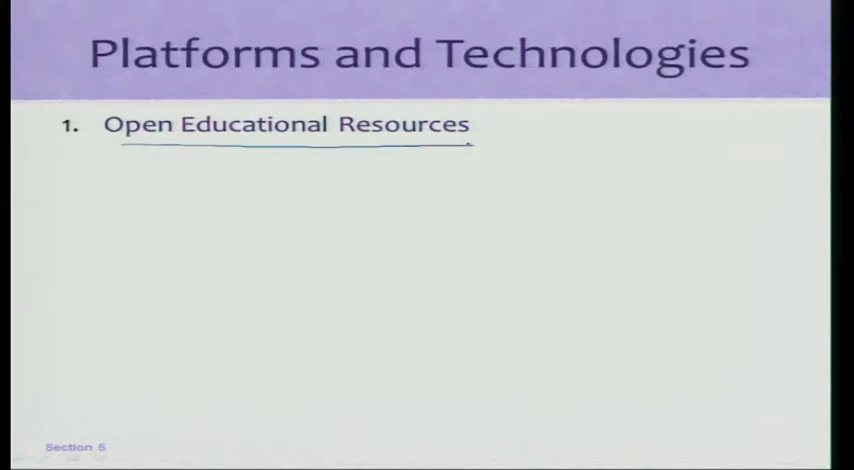 Platforms and Technologies
1. Open Educational Resources
Section 5